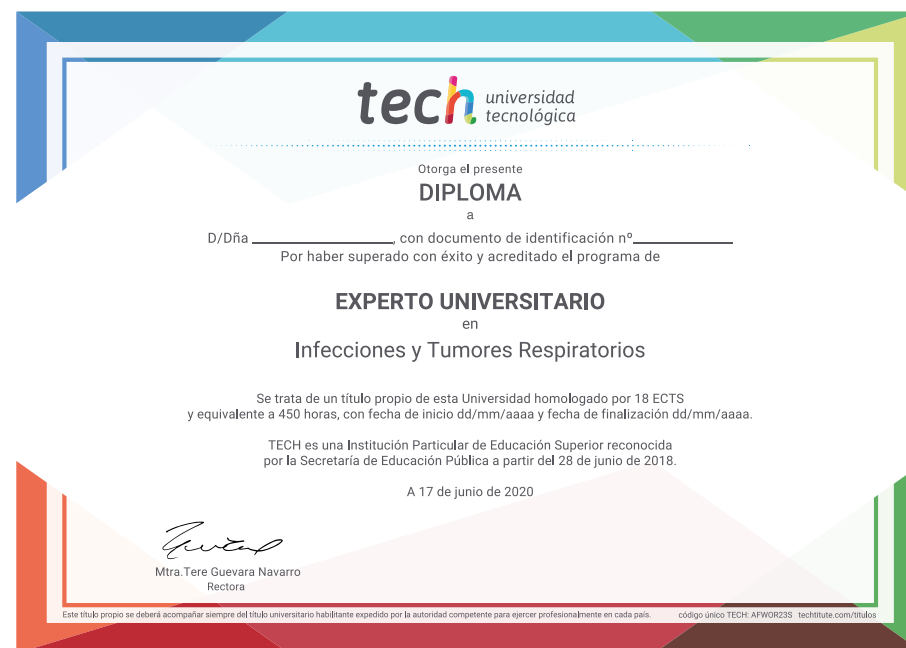 tech universidad
tecnológica
Otorga el presente
DIPLOMA
a
D/Dña ____________________, con documento de identificación nº______________
Por haber superado con éxito y acreditado el programa de
EXPERTO UNIVERSITARIO
en
Infecciones y Tumores Respiratorios
Se trata de un título propio de esta Universidad homologado por 18 ECTS
y equivalente a 450 horas, con fecha de inicio dd/mm/aaaa y fecha de finalización dd/mm/aaaa.
TECH es una Institución Particular de Educación Superior reconocida
por la Secretaría de Educación Pública a partir del 28 de junio de 2018.
A 17 de junio de 2020
Mtra.Tere Guevara Navarro
Rectora
Este título propio se deberá acompañar siempre del título universitario habilitante expedido por la autoridad competente para ejercer profesionalmente en cada país. código único TECH: AFWOR23S techtitute.com/titulos